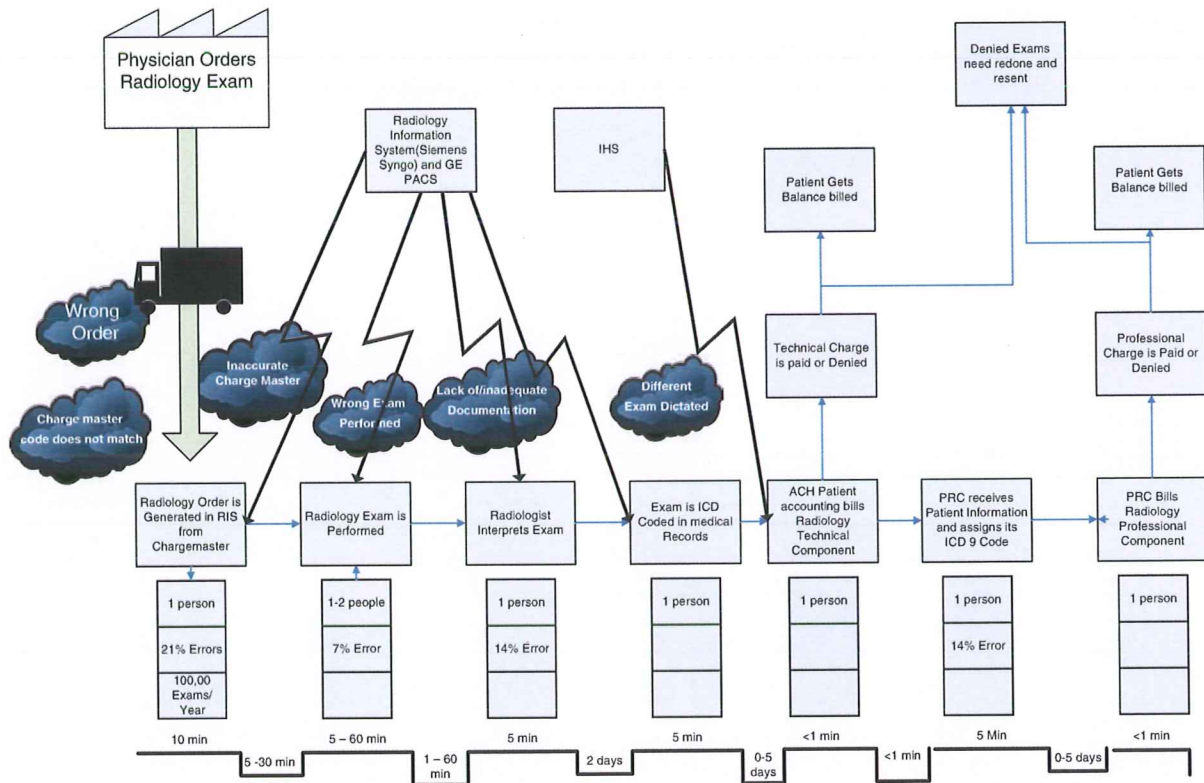 Physician Orders
Radiology Exam
Denied Exams
need redone and
resent
Radiology
Information
System(Siemens
Syngo) and GE
PACS
IHS
Patient Gets
Balance billed
Patient Gets
Balance billed
Wrong
Order
Inaccurate
Charge Master
Charge master
code does not match
Wrong Exam
Performed
Lack of/inadequate
Documentation
Different
Exam Dictated
Technical Charge
is paid or Denied
Professional
Charge is Paid or
Denied
Radiology Order is
Generated in RIS
from
Chargemaster
Radiology Exam is
Performed
Radiologist
Interprets Exam
Exam is ICD
Coded in medical
Records
ACH Patient
accounting bills
Radiology
Technical
Component
PRC receives
Patient Information
and assigns its
ICD 9 Code
PRC Bills
Radiology
Professional
Component
1 person
21% Errors
100,00
Exams/
Year
1-2 people
7% Error
1 person
14% Error
1 person
1 person
1 person
14% Error
1 person
10 min
5 -30 min
5 – 60 min
1 – 60
min
5 min
2 days
5 min
0-5
days
<1 min
<1 min
5 Min
0-5 days
<1 min